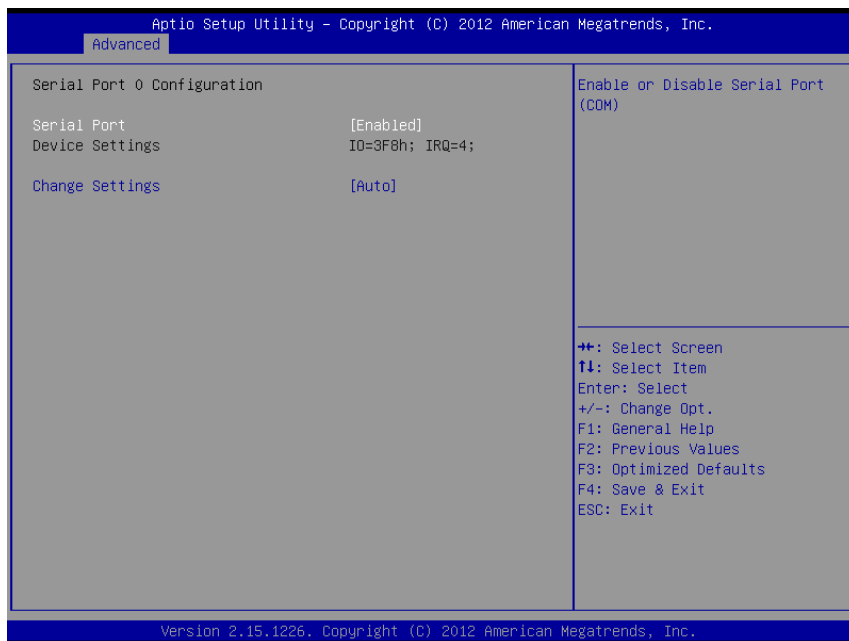 Aptio Setup Utility – Copyright (C) 2012 American Megatrends, Inc.
Advanced
Serial Port 0 Configuration
Serial Port [Enabled]
Device Settings IO=3F8h; IRQ=4;
Change Settings [Auto]
Enable or Disable Serial Port
(COM)
→←: Select Screen
↑↓: Select Item
Enter: Select
+/-: Change Opt.
F1: General Help
F2: Previous Values
F3: Optimized Defaults
F4: Save & Exit
ESC: Exit
Version 2.15.1226. Copyright (C) 2012 American Megatrends, Inc.